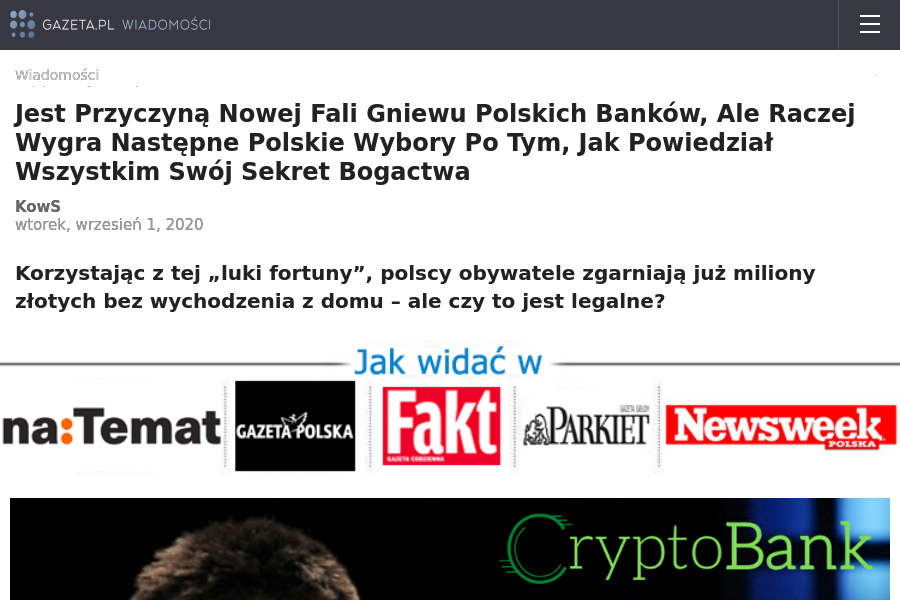 GAZETA.PL WIADOMOŚCI
Wiadomości
Jest Przyczyną Nowej Fali Gniewu Polskich Banków, Ale Raczej
Wygra Następne Polskie Wybory Po Tym, Jak Powiedział
Wszystkim Swój Sekret Bogactwa
KowS
wtorek, wrzesień 1, 2020
Korzystając z tej „luki fortuny”, polscy obywatele zgarniają już miliony
złotych bez wychodzenia z domu – ale czy to jest legalne?
Jak widać w
na:Temat
GAZETA POLSKA
Fakt
GAZETA CODZIENNA
GAZETA GIEŁDY
PARKIET
Newsweek
POLSKA
CryptoBank